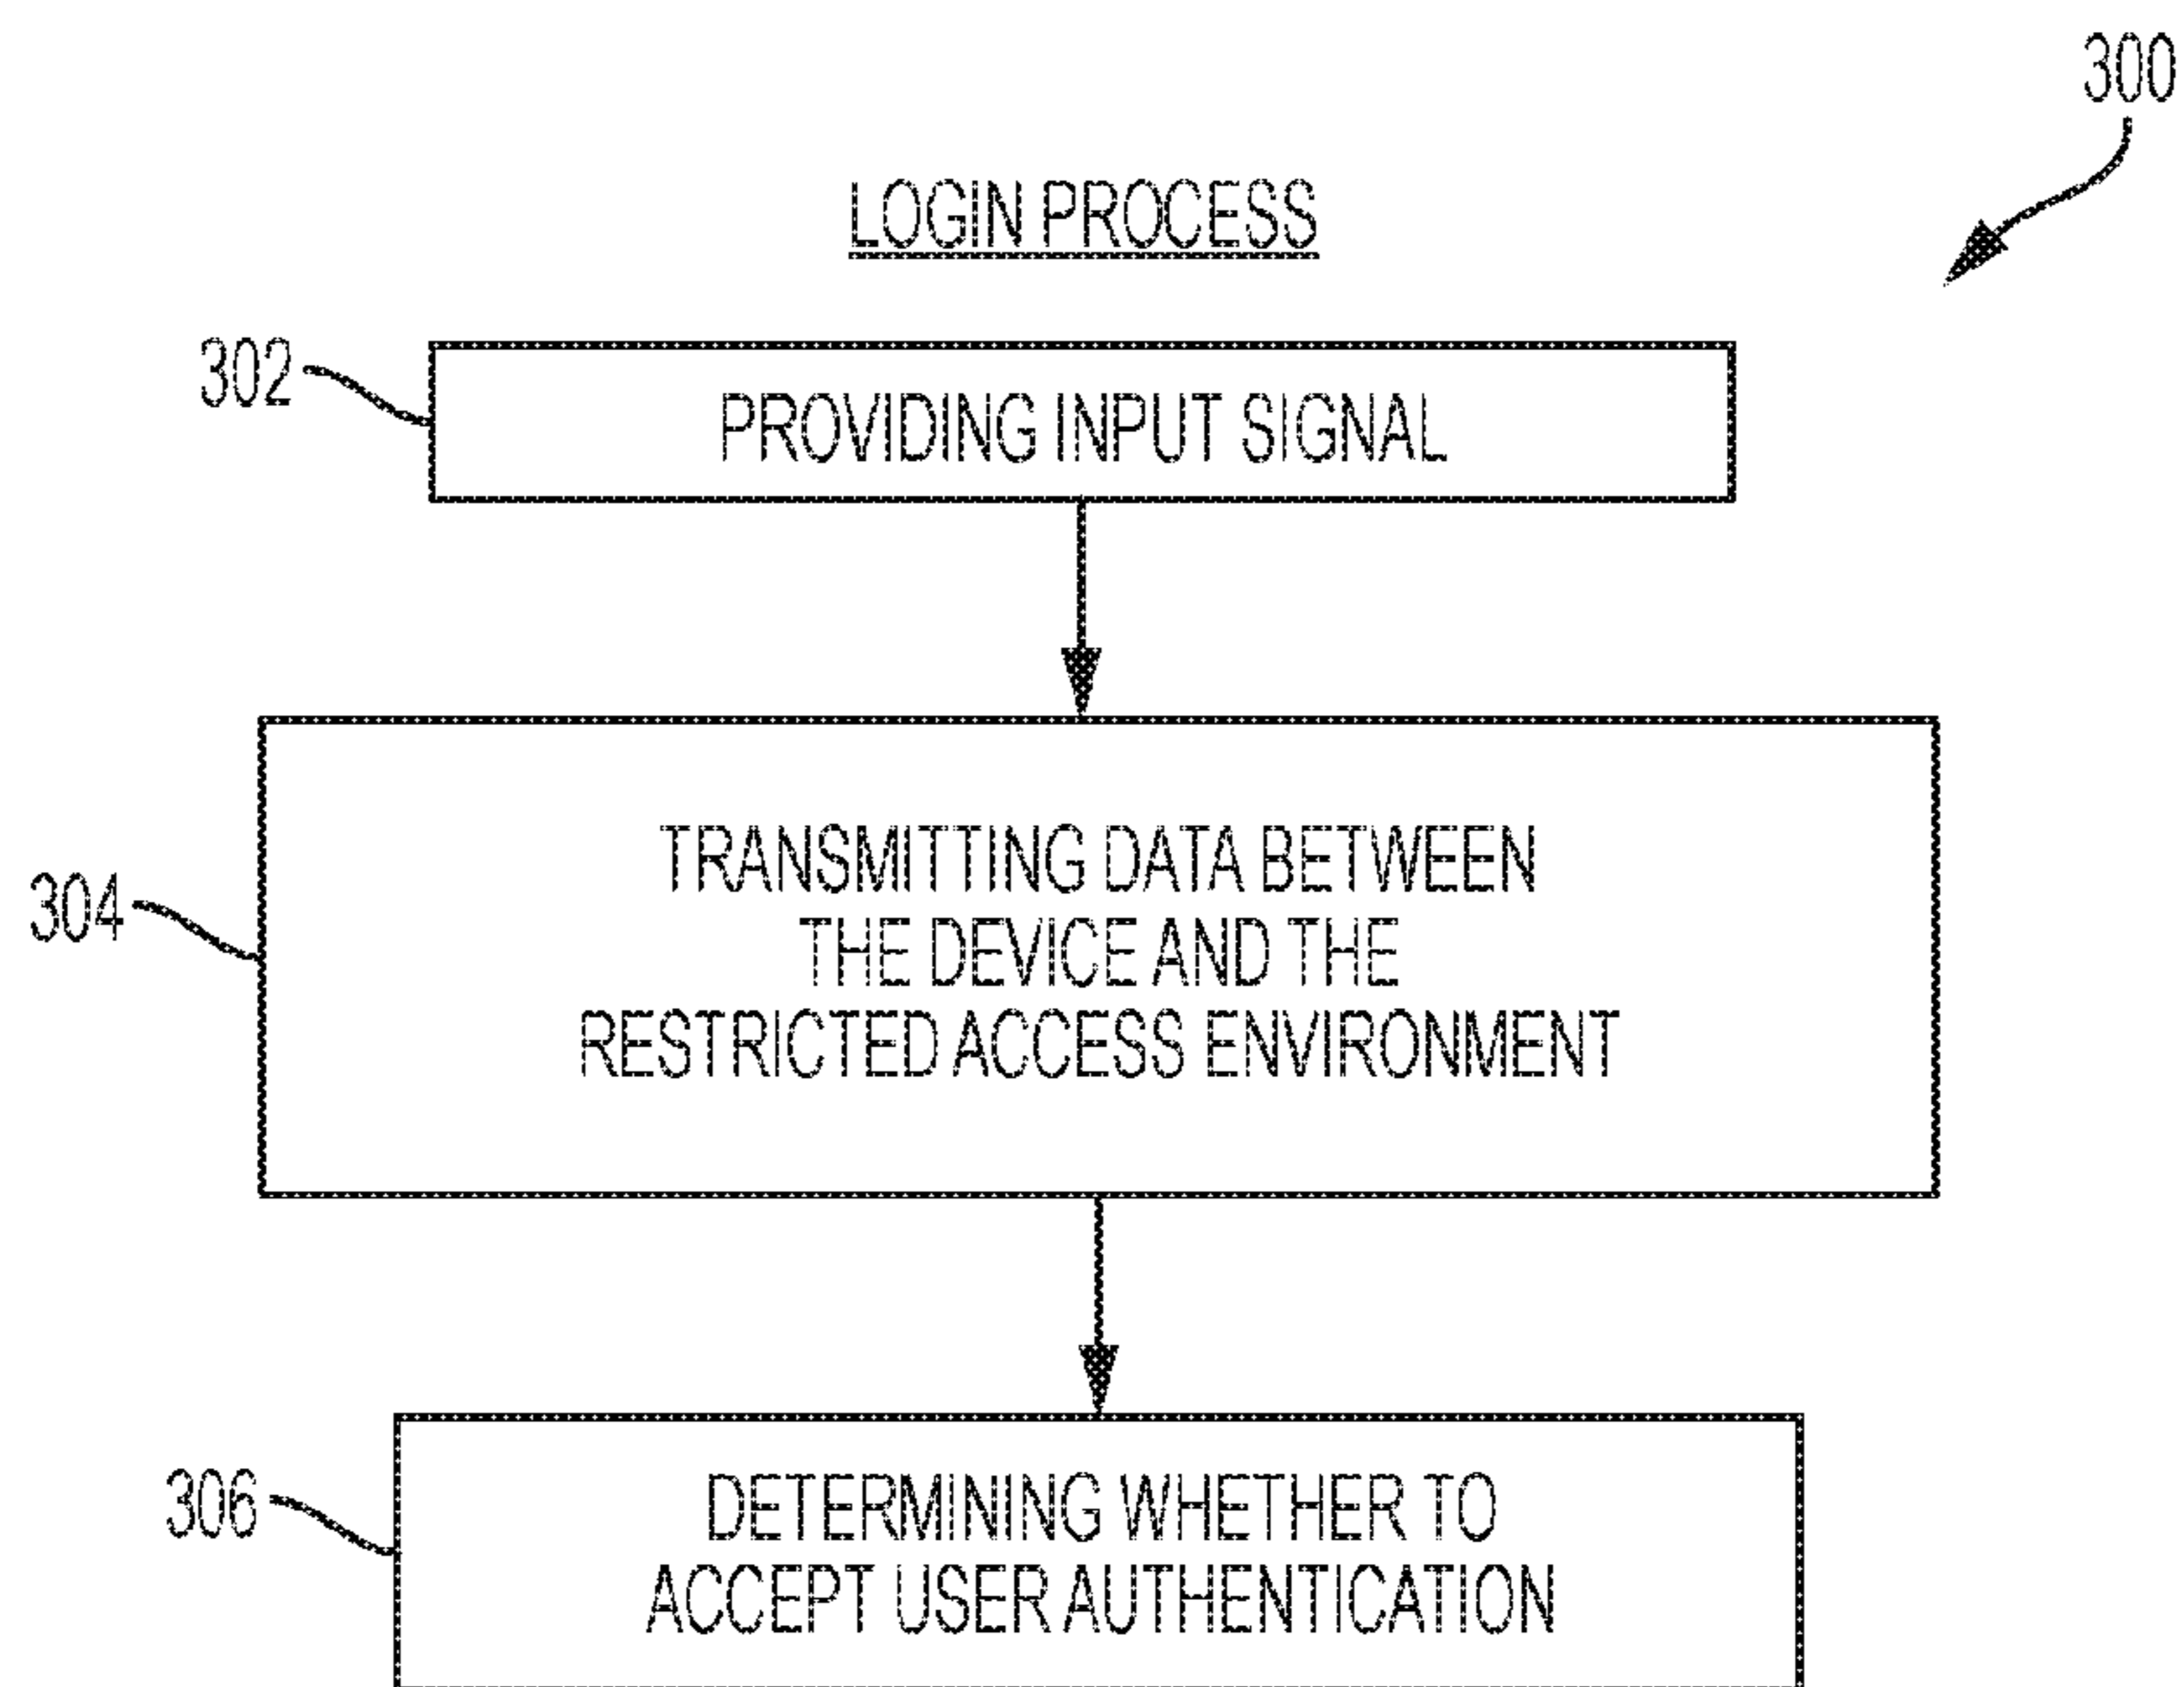 300
LOGIN PROCESS
302
PROVIDING INPUT SIGNAL
304
TRANSMITTING DATA BETWEEN
THE DEVICE AND THE
RESTRICTED ACCESS ENVIRONMENT
306
DETERMINING WHETHER TO
ACCEPT USER AUTHENTICATION